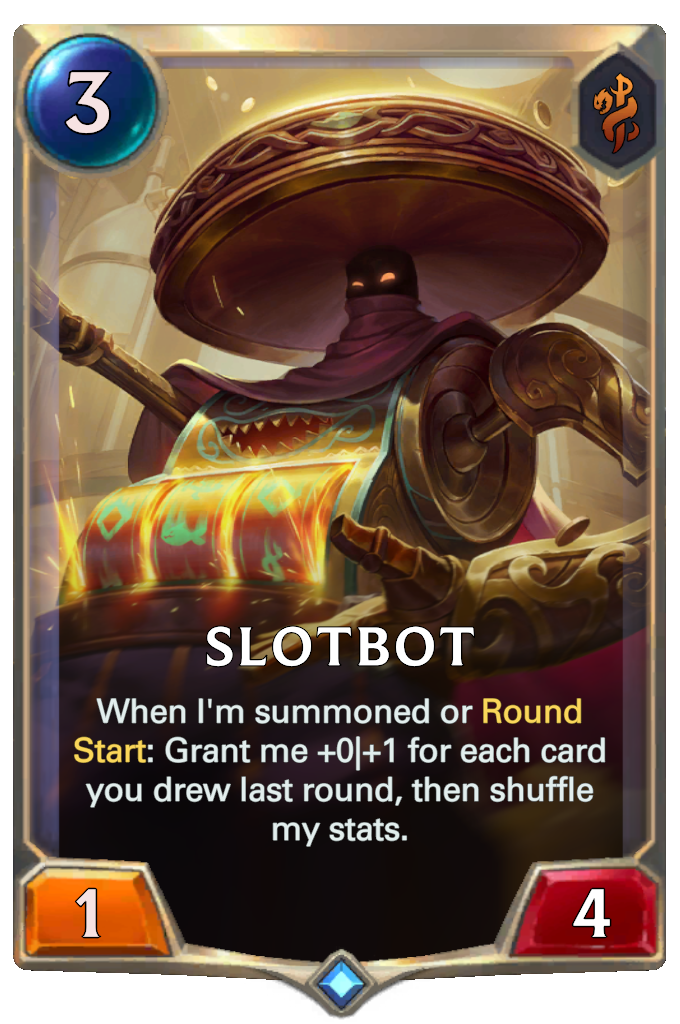 3
SLOTBOT
When I'm summoned or Round
Start: Grant me +0|+1 for each card
you drew last round, then shuffle
my stats.
1
4